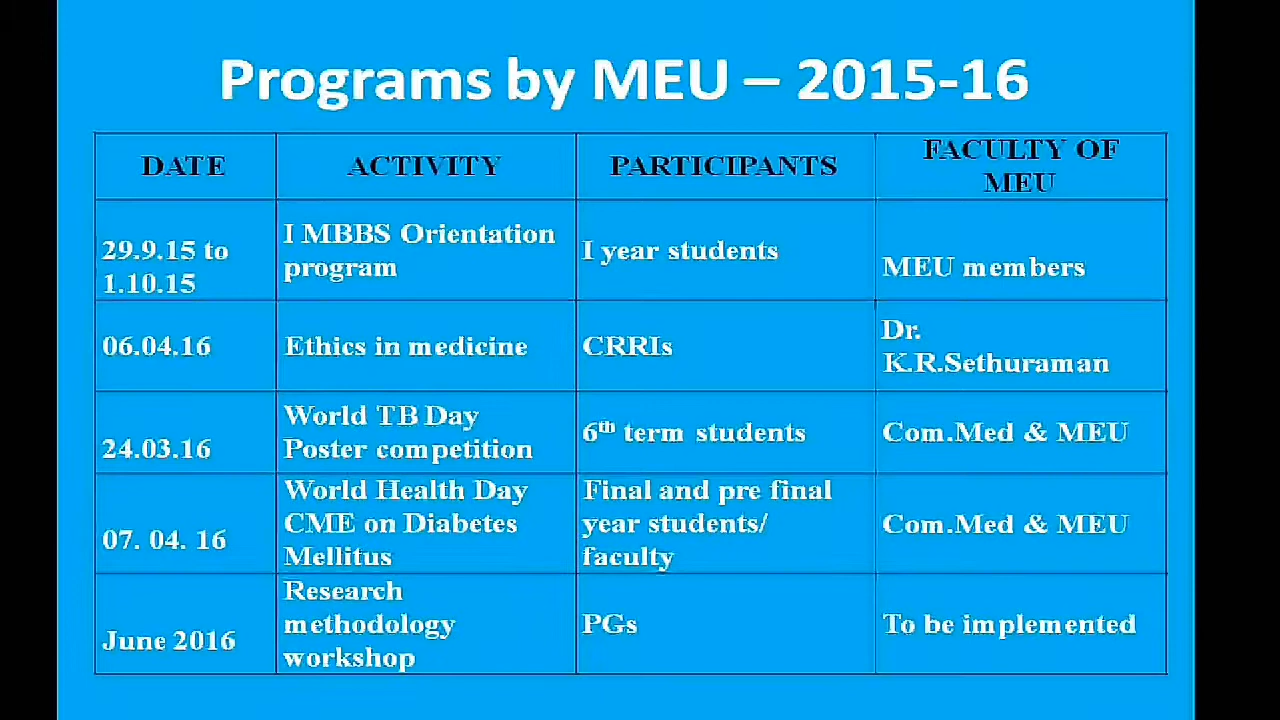 Programs by MEU – 2015-16
DATE
ACTIVITY
PARTICIPANTS
FACULTY OF
MEU
29.9.15 to
1.10.15
I MBBS Orientation
program
I year students
MEU members
06.04.16
Ethics in medicine
CRRIs
Dr.
K.R.Sethuraman
24.03.16
World TB Day
Poster competition
6th term students
Com.Med & MEU
07. 04. 16
World Health Day
CME on Diabetes
Mellitus
Final and pre final
year students/
faculty
Com.Med & MEU
June 2016
Research
methodology
workshop
PGs
To be implemented